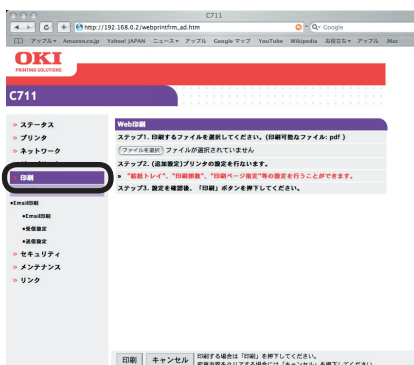 C711
http://192.168.0.2/webprintfrm_ad.htm
Google
アップル Amazon.co.jp Yahoo! JAPAN ニュース アップル Google マップ YouTube Wikipedia お役立ち アップル .Mac
OKI
PRINTING SOLUTIONS
C711
ステータス
プリンタ
ネットワーク
印刷
•Email印刷
•Email印刷
•受信設定
•送信設定
セキュリティ
メンテナンス
リンク
Web印刷
ステップ1. 印刷するファイルを選択してください。(印刷可能なファイル: pdf )
ファイルを選択 ファイルが選択されていません
ステップ2. (追加設定)プリンタの設定を行ないます。
"給紙トレイ"、"印刷部数"、"印刷ページ指定"等の設定を行うことができます。
ステップ3. 設定を確認後、「印刷」ボタンを押下してください。
印刷 キャンセル
印刷する場合は「印刷」を押下してください。